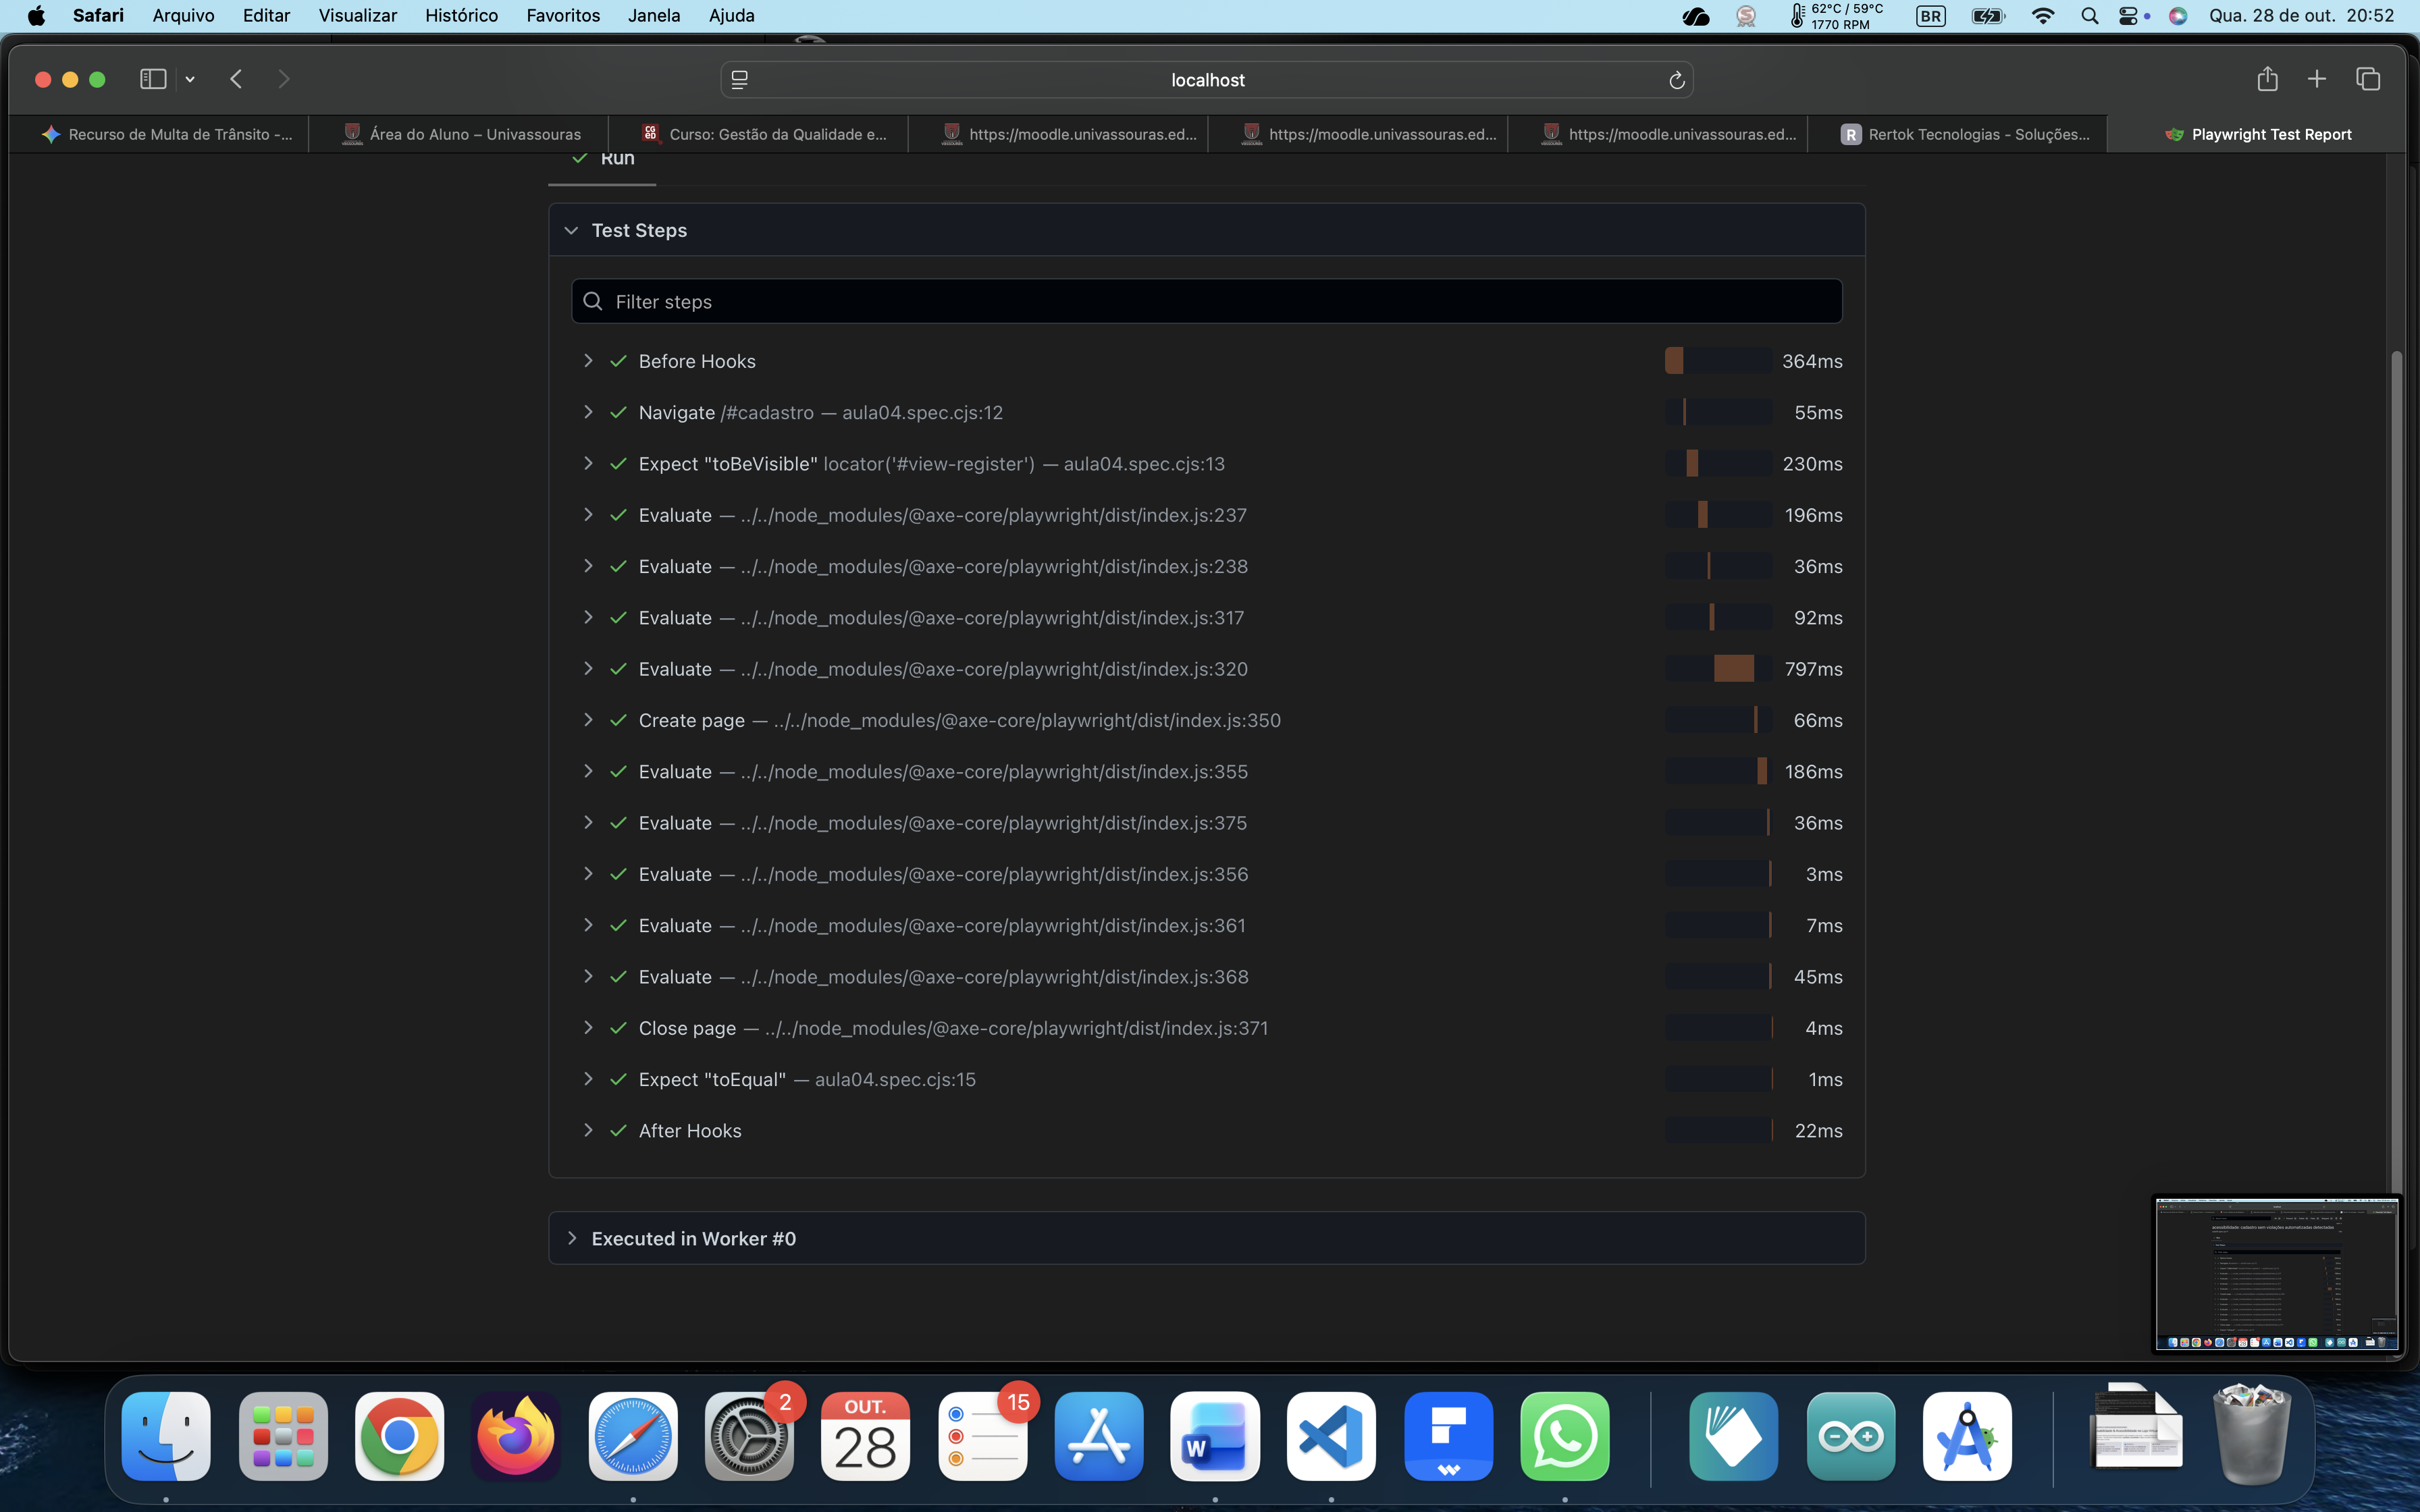 Safari Arquivo Editar Visualizar Histórico Favoritos Janela Ajuda
62°C / 59°C
1770 RPM
BR
Qua. 28 de out. 20:52
localhost
Recurso de Multa de Trânsito -...
Área do Aluno – Univassouras
Curso: Gestão da Qualidade e...
https://moodle.univassouras.ed...
https://moodle.univassouras.ed...
https://moodle.univassouras.ed...
R Rertok Tecnologias - Soluções...
Playwright Test Report
Run
Test Steps
Filter steps
Before Hooks 364ms
Navigate /#cadastro — aula04.spec.cjs:12 55ms
Expect "toBeVisible" locator('#view-register') — aula04.spec.cjs:13 230ms
Evaluate — ../../node_modules/@axe-core/playwright/dist/index.js:237 196ms
Evaluate — ../../node_modules/@axe-core/playwright/dist/index.js:238 36ms
Evaluate — ../../node_modules/@axe-core/playwright/dist/index.js:317 92ms
Evaluate — ../../node_modules/@axe-core/playwright/dist/index.js:320 797ms
Create page — ../../node_modules/@axe-core/playwright/dist/index.js:350 66ms
Evaluate — ../../node_modules/@axe-core/playwright/dist/index.js:355 186ms
Evaluate — ../../node_modules/@axe-core/playwright/dist/index.js:375 36ms
Evaluate — ../../node_modules/@axe-core/playwright/dist/index.js:356 3ms
Evaluate — ../../node_modules/@axe-core/playwright/dist/index.js:361 7ms
Evaluate — ../../node_modules/@axe-core/playwright/dist/index.js:368 45ms
Close page — ../../node_modules/@axe-core/playwright/dist/index.js:371 4ms
Expect "toEqual" — aula04.spec.cjs:15 1ms
After Hooks 22ms
Executed in Worker #0
2
OUT.
28
15
W